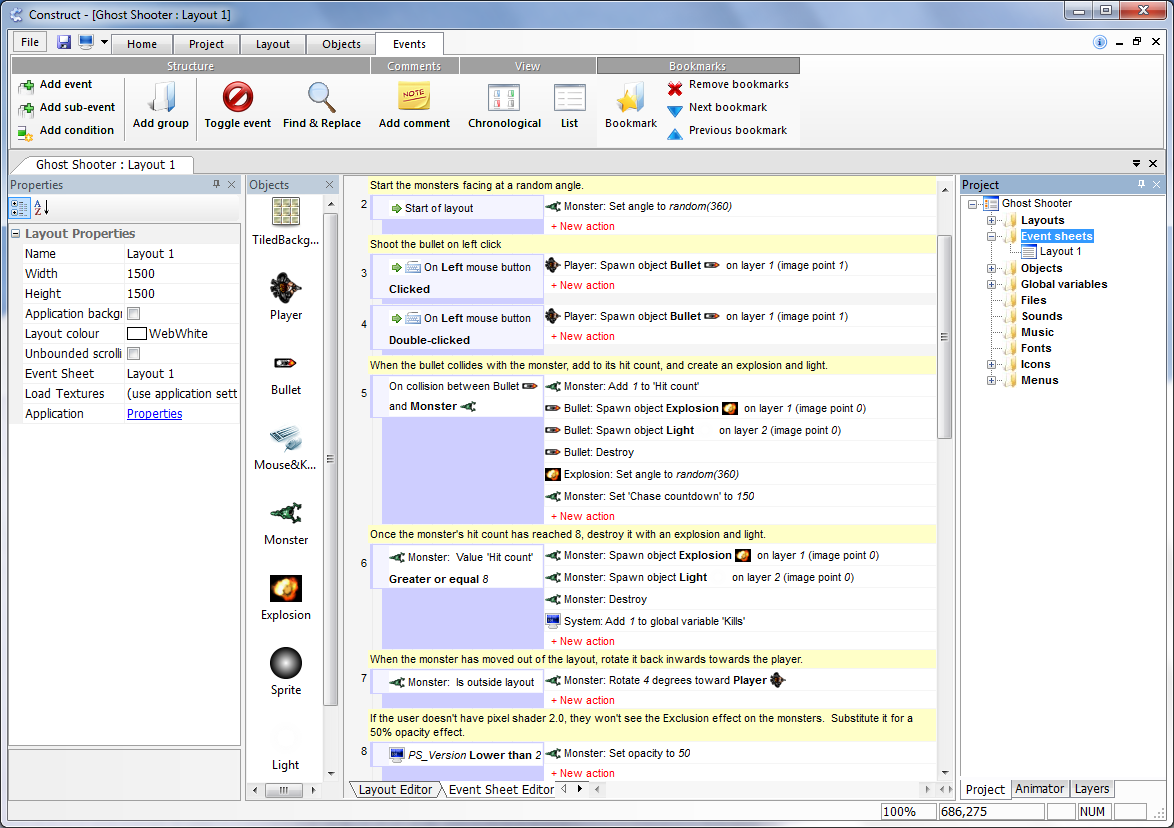 Construct - [Ghost Shooter : Layout 1]
File
Home
Project
Layout
Objects
Events
Structure
Comments
View
Bookmarks
Add event
Add sub-event
Add condition
Add group
Toggle event
Find & Replace
NOTE
Add comment
Chronological
List
Bookmark
Remove bookmarks
Next bookmark
Previous bookmark
Ghost Shooter : Layout 1
Properties
Layout Properties
Name Layout 1
Width 1500
Height 1500
Application backgr
Layout colour WebWhite
Unbounded scrolli
Event Sheet Layout 1
Load Textures (use application sett
Application Properties
Objects
TiledBackg...
Player
Bullet
Mouse&K...
Monster
Explosion
Sprite
Light
Start the monsters facing at a random angle.
2 Start of layout Monster: Set angle to random(360)
+ New action
Shoot the bullet on left click
3 On Left mouse button Clicked Player: Spawn object Bullet on layer 1 (image point 1)
+ New action
4 On Left mouse button Double-clicked Player: Spawn object Bullet on layer 1 (image point 1)
+ New action
When the bullet collides with the monster, add to its hit count, and create an explosion and light.
5 On collision between Bullet and Monster Monster: Add 1 to 'Hit count'
Bullet: Spawn object Explosion on layer 1 (image point 0)
Bullet: Spawn object Light on layer 2 (image point 0)
Bullet: Destroy
Explosion: Set angle to random(360)
Monster: Set 'Chase countdown' to 150
+ New action
Once the monster's hit count has reached 8, destroy it with an explosion and light.
6 Monster: Value 'Hit count' Greater or equal 8 Monster: Spawn object Explosion on layer 1 (image point 0)
Monster: Spawn object Light on layer 2 (image point 0)
Monster: Destroy
System: Add 1 to global variable 'Kills'
+ New action
When the monster has moved out of the layout, rotate it back inwards towards the player.
7 Monster: Is outside layout Monster: Rotate 4 degrees toward Player
+ New action
If the user doesn't have pixel shader 2.0, they won't see the Exclusion effect on the monsters. Substitute it for a
50% opacity effect.
8 PS_Version Lower than 2 Monster: Set opacity to 50
+ New action
Layout Editor
Event Sheet Editor
Project
Ghost Shooter
Layouts
Event sheets
Layout 1
Objects
Global variables
Files
Sounds
Music
Fonts
Icons
Menus
Project
Animator
Layers
100%
686,275
NUM